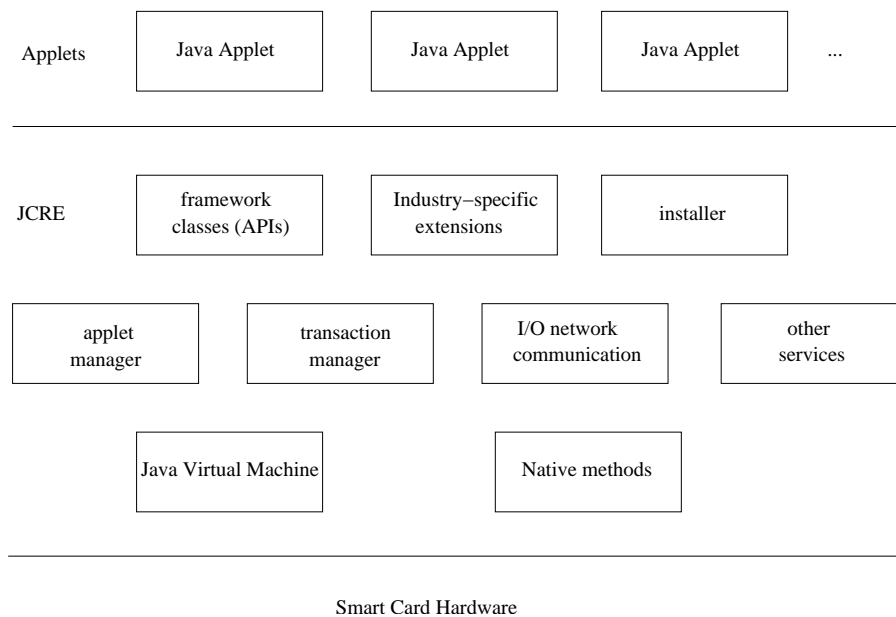 Applets
Java Applet
Java Applet
Java Applet
...
JCRE
framework
classes (APIs)
Industry−specific
extensions
installer
applet
manager
transaction
manager
I/O network
communication
other
services
Java Virtual Machine
Native methods
Smart Card Hardware